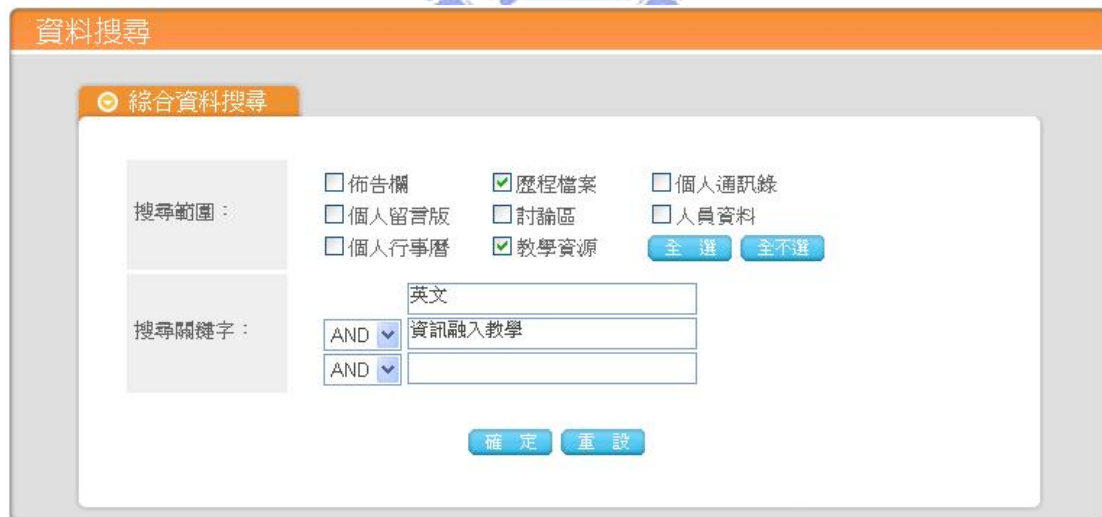 資料搜尋
綜合資料搜尋
搜尋範圍：
佈告欄 歷程檔案 個人通訊錄
個人留言版 討論區 人員資料
個人行事曆 教學資源 全 選 全不選
搜尋關鍵字：
英文
AND 資訊融入教學
AND
確 定 重 設